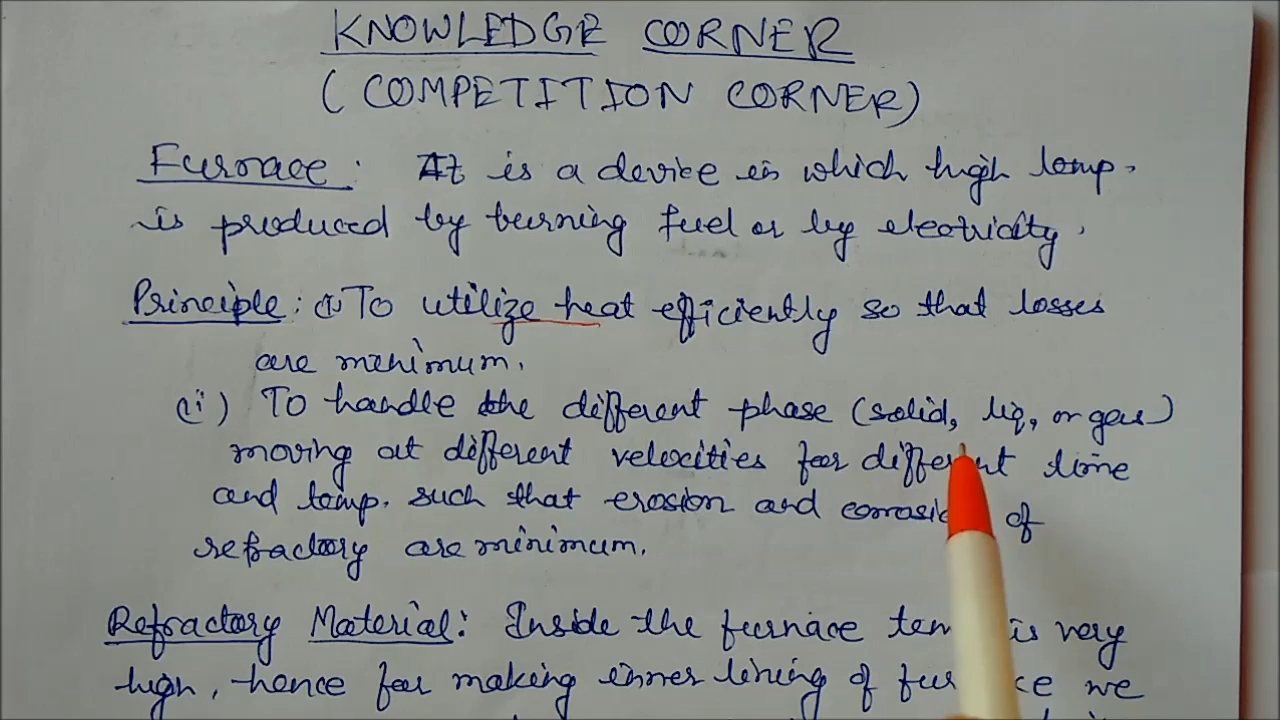 KNOWLEDGE CORNER
(COMPETITION CORNER)
Furnace: It is a device in which high temp.
is produced by burning fuel or by electricity.
Principle: (i) To utilize heat efficiently so that losses
are minimum.
(ii) To handle the different phase (solid, liq, or gas)
moving at different velocities for different time
and temp. such that erosion and corrosion of
refractory are minimum.
Refractory Material: Inside the furnace is very
high, hence for making inner lining of furnace we